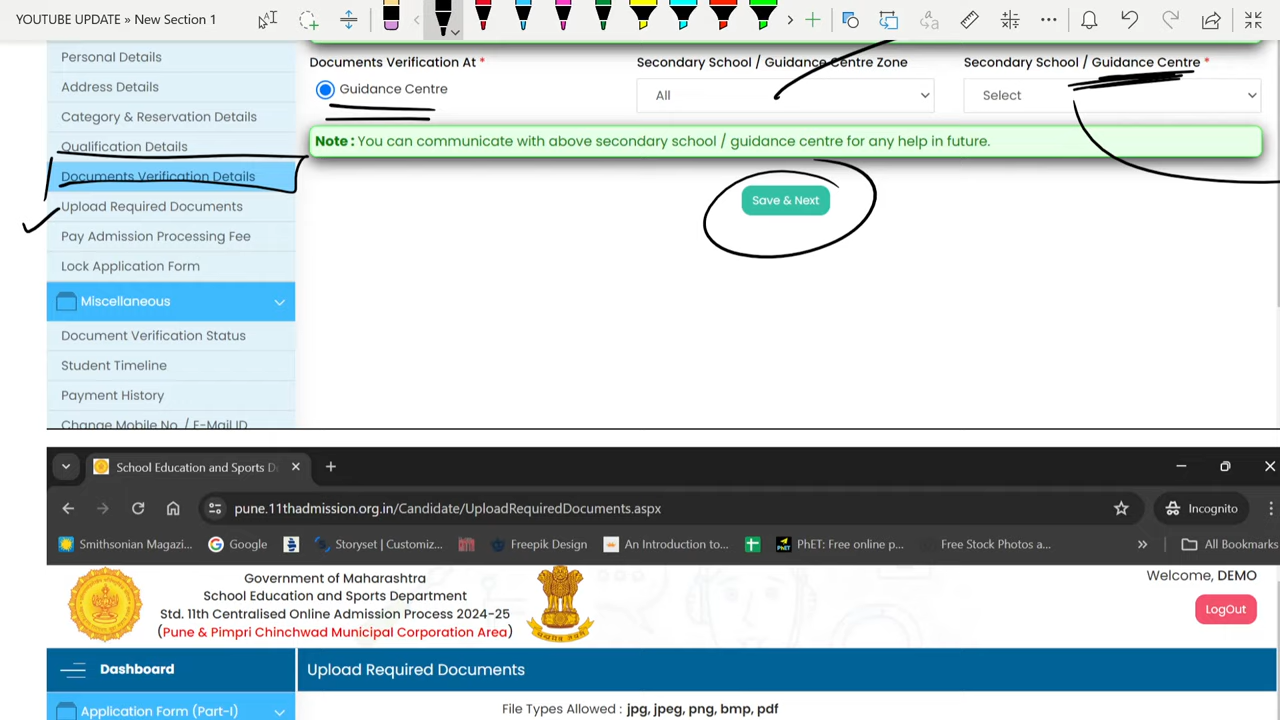 YOUTUBE UPDATE » New Section 1
Personal Details
Address Details
Category & Reservation Details
Qualification Details
Documents Verification Details
Upload Required Documents
Pay Admission Processing Fee
Lock Application Form
Miscellaneous
Document Verification Status
Student Timeline
Payment History
Change Mobile No. / E-Mail ID
Documents Verification At *
Guidance Centre
Secondary School / Guidance Centre Zone
All
Secondary School / Guidance Centre *
Select
Note : You can communicate with above secondary school / guidance centre for any help in future.
Save & Next
School Education and Sports D
pune.11thadmission.org.in/Candidate/UploadRequiredDocuments.aspx
Incognito
Smithsonian Magazi... Google Storyset | Customiz... Freepik Design An Introduction to... PhET: Free online p... Free Stock Photos a... » All Bookmarks
Government of Maharashtra
School Education and Sports Department
Std. 11th Centralised Online Admission Process 2024-25
(Pune & Pimpri Chinchwad Municipal Corporation Area)
Welcome, DEMO
LogOut
Dashboard
Application Form (Part-I)
Upload Required Documents
File Types Allowed : jpg, jpeg, png, bmp, pdf